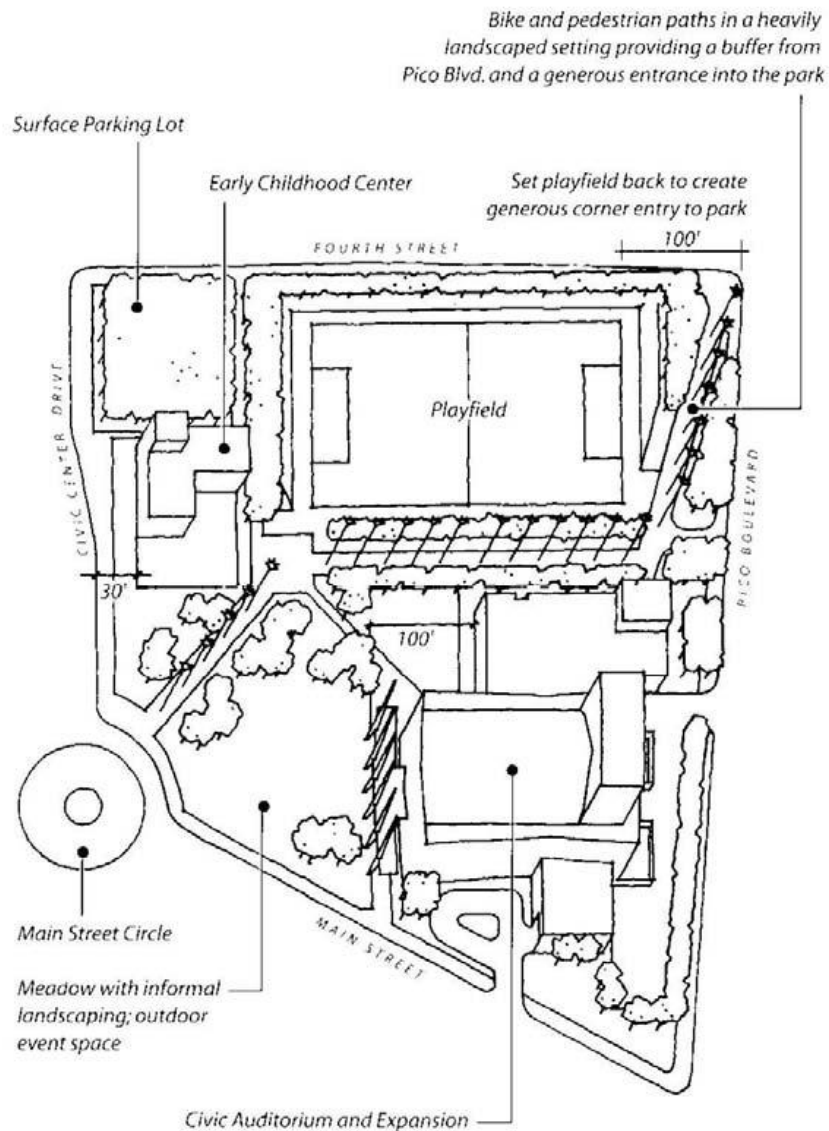 Bike and pedestrian paths in a heavily
landscaped setting providing a buffer from
Pico Blvd. and a generous entrance into the park
Surface Parking Lot
Early Childhood Center
Set playfield back to create
generous corner entry to park
100'
FOURTH STREET
CIVIC CENTER DRIVE
Playfield
PICO BOULEVARD
30'
100'
MAIN STREET
Main Street Circle
Meadow with informal
landscaping; outdoor
event space
Civic Auditorium and Expansion